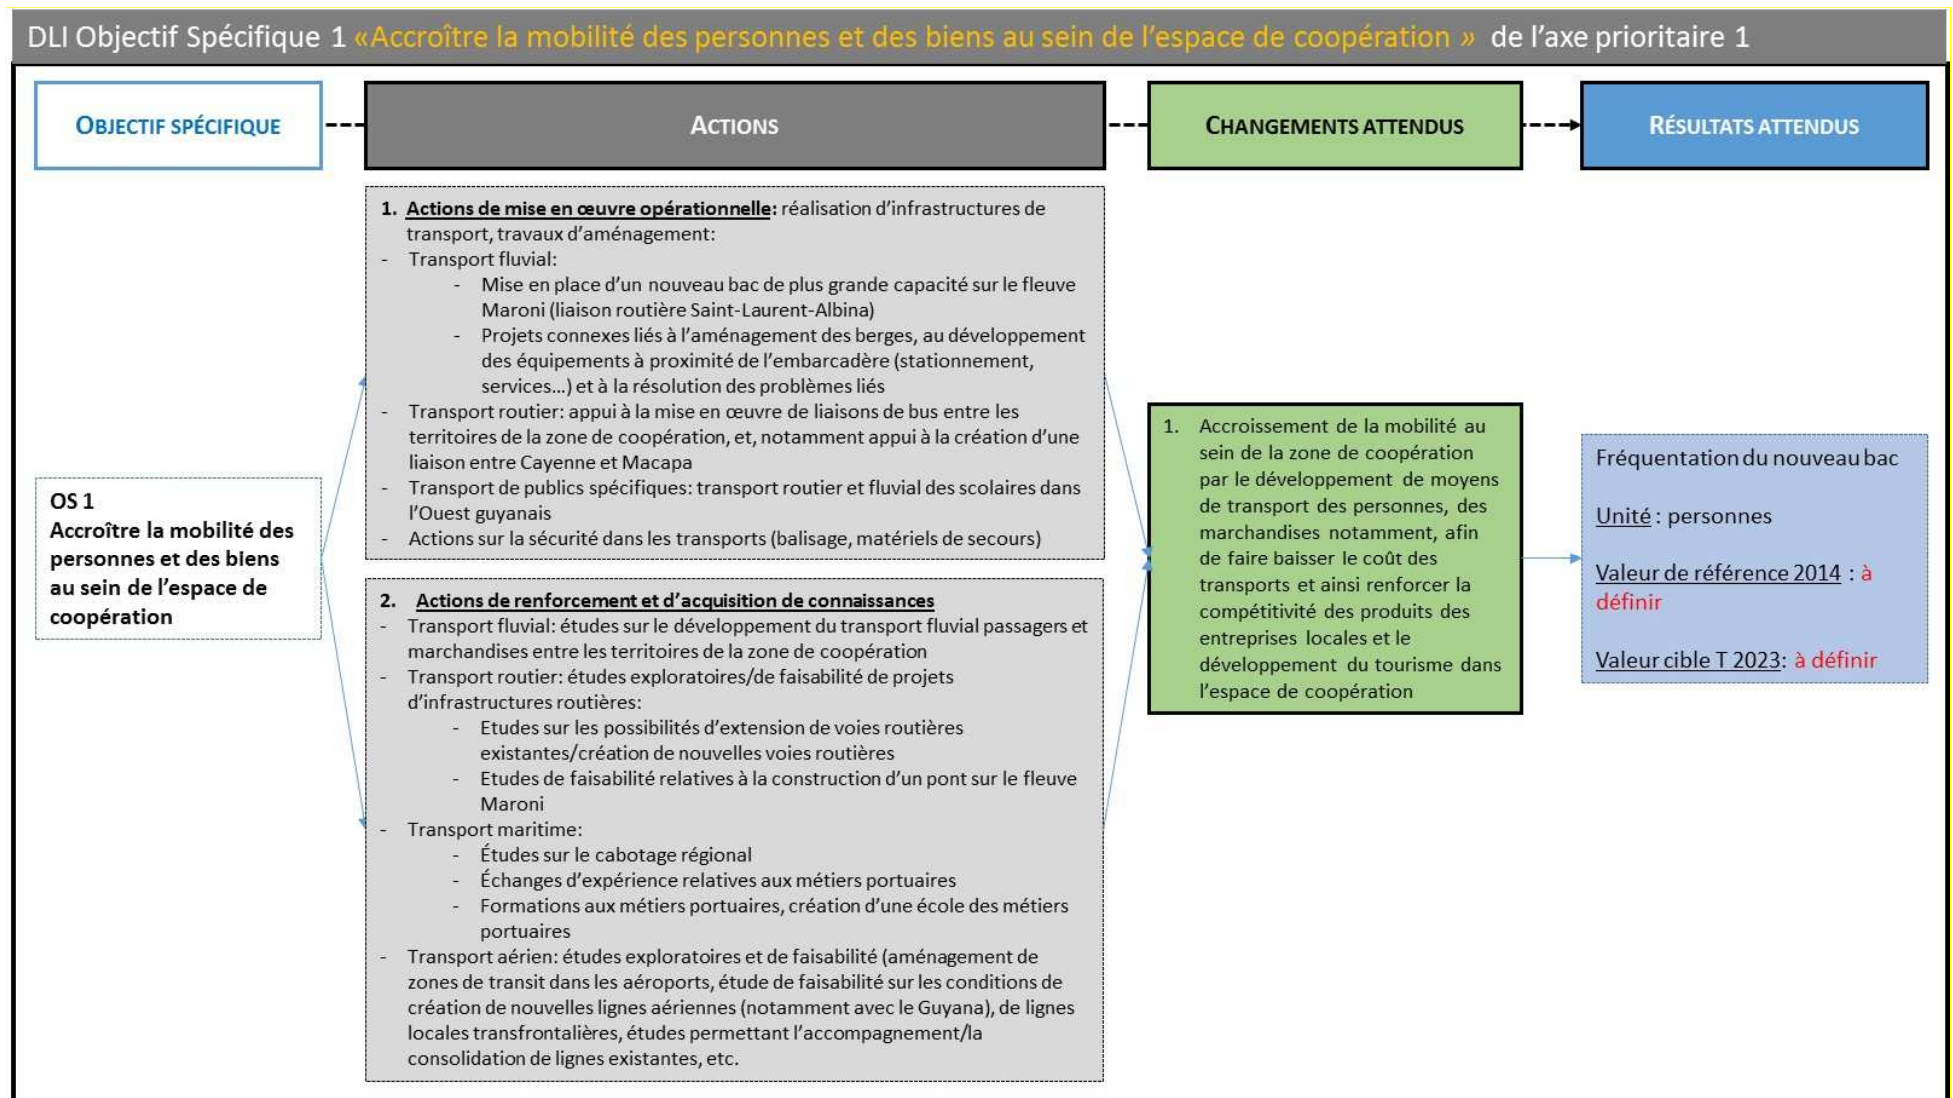 DLI Objectif Spécifique 1 «Accroître la mobilité des personnes et des biens au sein de l'espace de coopération » de l'axe prioritaire 1
OBJECTIF SPÉCIFIQUE
ACTIONS
CHANGEMENTS ATTENDUS
RÉSULTATS ATTENDUS
OS 1
Accroître la mobilité des
personnes et des biens
au sein de l'espace de
coopération
1. Actions de mise en œuvre opérationnelle: réalisation d'infrastructures de
transport, travaux d'aménagement:
- Transport fluvial:
- Mise en place d'un nouveau bac de plus grande capacité sur le fleuve
Maroni (liaison routière Saint-Laurent-Albina)
- Projets connexes liés à l'aménagement des berges, au développement
des équipements à proximité de l'embarcadère (stationnement,
services…) et à la résolution des problèmes liés
- Transport routier: appui à la mise en œuvre de liaisons de bus entre les
territoires de la zone de coopération, et, notamment appui à la création d'une
liaison entre Cayenne et Macapa
- Transport de publics spécifiques: transport routier et fluvial des scolaires dans
l'Ouest guyanais
- Actions sur la sécurité dans les transports (balisage, matériels de secours)
2. Actions de renforcement et d'acquisition de connaissances
- Transport fluvial: études sur le développement du transport fluvial passagers et
marchandises entre les territoires de la zone de coopération
- Transport routier: études exploratoires/de faisabilité de projets
d'infrastructures routières:
- Etudes sur les possibilités d'extension de voies routières
existantes/création de nouvelles voies routières
- Etudes de faisabilité relatives à la construction d'un pont sur le fleuve
Maroni
- Transport maritime:
- Études sur le cabotage régional
- Échanges d'expérience relatives aux métiers portuaires
- Formations aux métiers portuaires, création d'une école des métiers
portuaires
- Transport aérien: études exploratoires et de faisabilité (aménagement de
zones de transit dans les aéroports, étude de faisabilité sur les conditions de
création de nouvelles lignes aériennes (notamment avec le Guyana), de lignes
locales transfrontalières, études permettant l'accompagnement/la
consolidation de lignes existantes, etc.
1. Accroissement de la mobilité au
sein de la zone de coopération
par le développement de moyens
de transport des personnes, des
marchandises notamment, afin
de faire baisser le coût des
transports et ainsi renforcer la
compétitivité des produits des
entreprises locales et le
développement du tourisme dans
l'espace de coopération
Fréquentation du nouveau bac
Unité : personnes
Valeur de référence 2014 : à
définir
Valeur cible T 2023: à définir